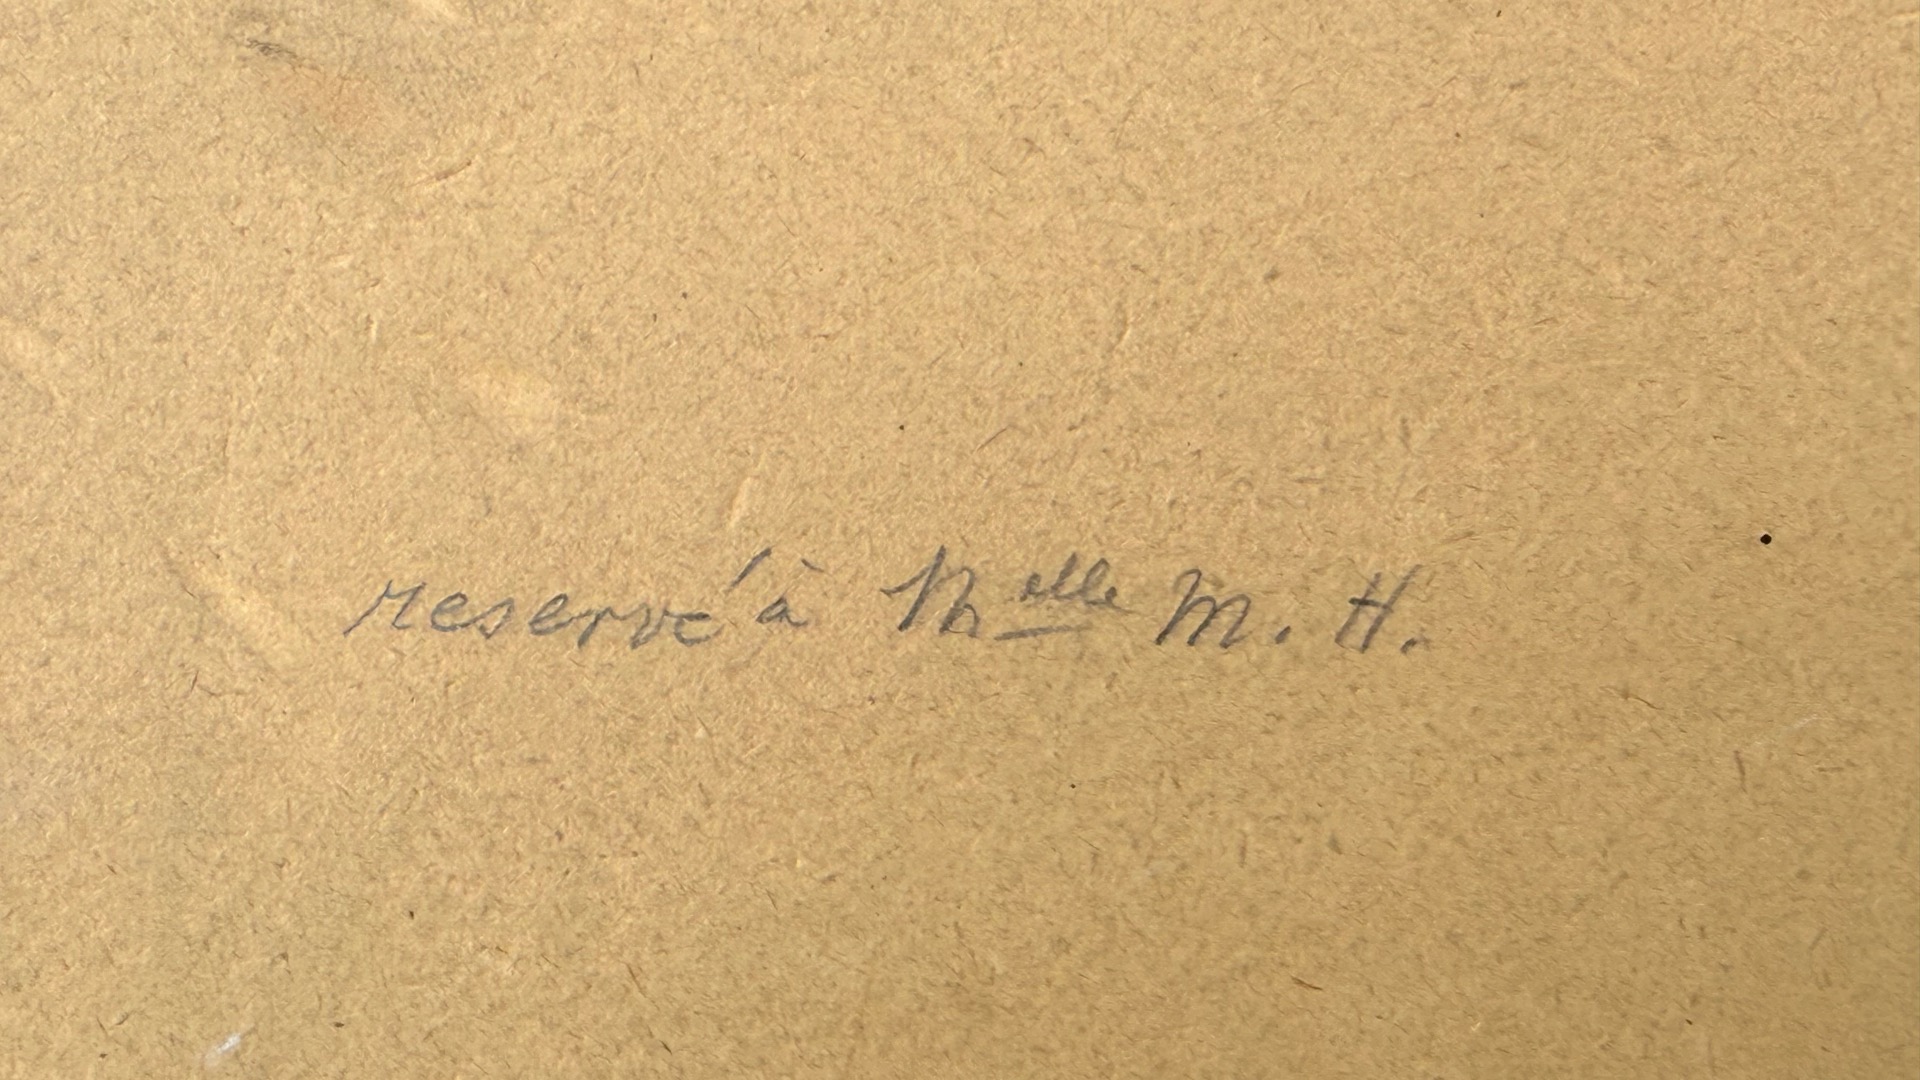 reservé à Melle M. H.